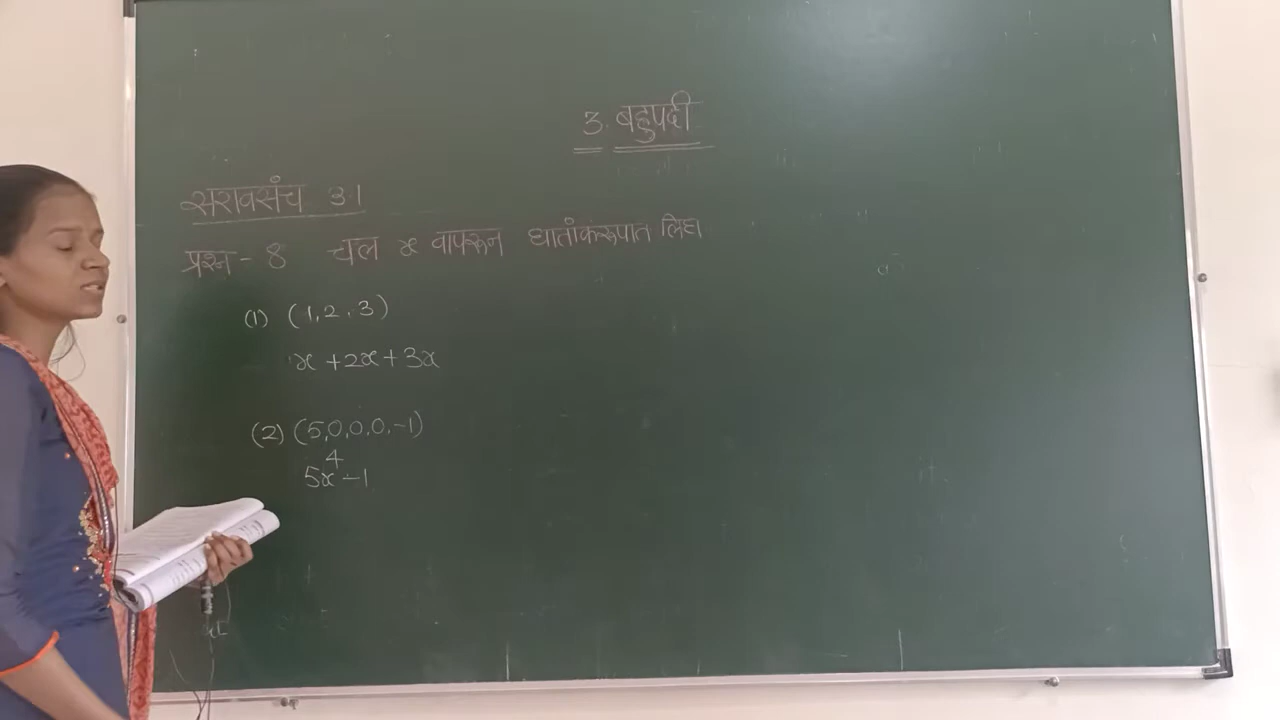 3. बहुपदी
सरावसंच 3.1
प्रश्न - 8 चल x वापरून घातांकरूपात लिहा
(1) (1, 2, 3)
x + 2x + 3x
(2) (5, 0, 0, 0, -1)
5x⁴ - 1